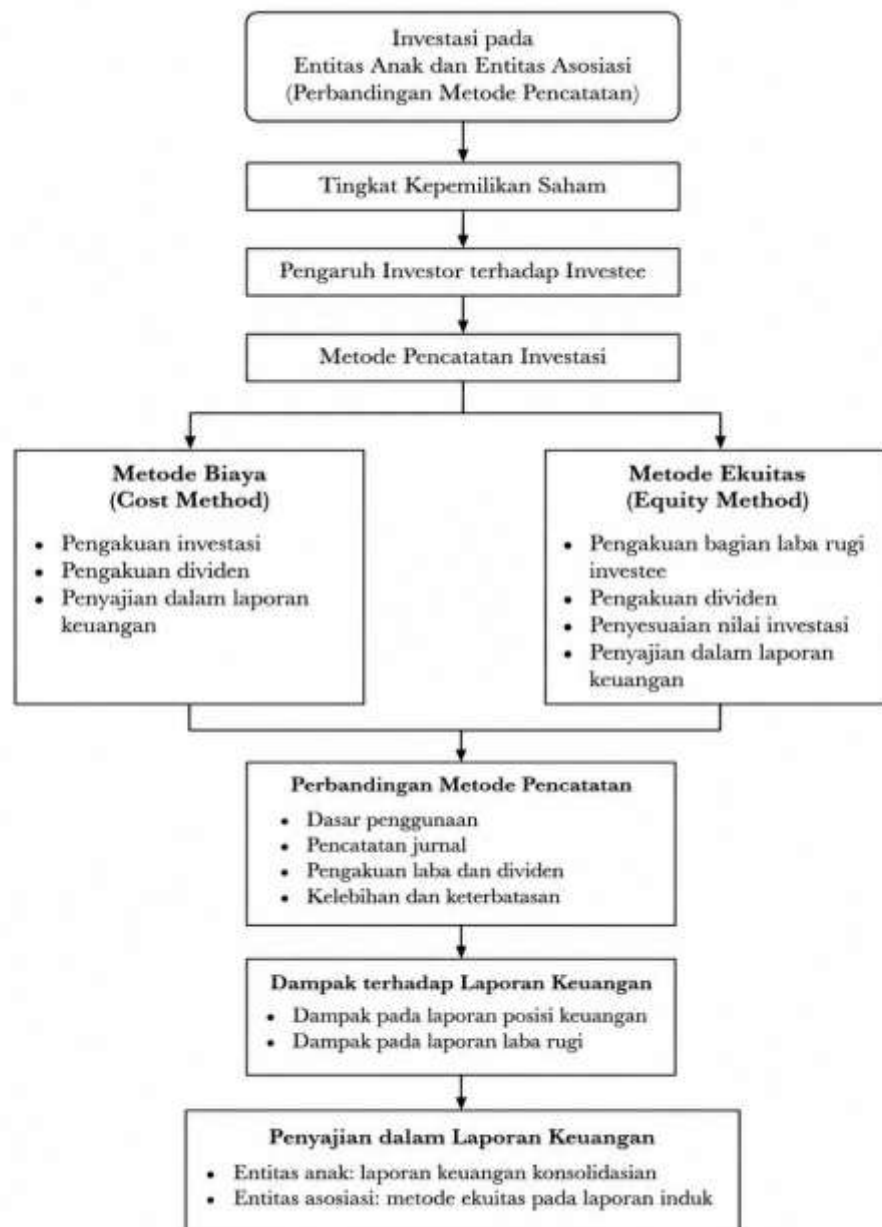 Investasi pada
Entitas Anak dan Entitas Asosiasi
(Perbandingan Metode Pencatatan)
Tingkat Kepemilikan Saham
Pengaruh Investor terhadap Investee
Metode Pencatatan Investasi
Metode Biaya
(Cost Method)
• Pengakuan investasi
• Pengakuan dividen
• Penyajian dalam laporan
keuangan
Metode Ekuitas
(Equity Method)
• Pengakuan bagian laba rugi
investee
• Pengakuan dividen
• Penyesuaian nilai investasi
• Penyajian dalam laporan
keuangan
Perbandingan Metode Pencatatan
• Dasar penggunaan
• Pencatatan jurnal
• Pengakuan laba dan dividen
• Kelebihan dan keterbatasan
Dampak terhadap Laporan Keuangan
• Dampak pada laporan posisi keuangan
• Dampak pada laporan laba rugi
Penyajian dalam Laporan Keuangan
• Entitas anak: laporan keuangan konsolidasian
• Entitas asosiasi: metode ekuitas pada laporan induk